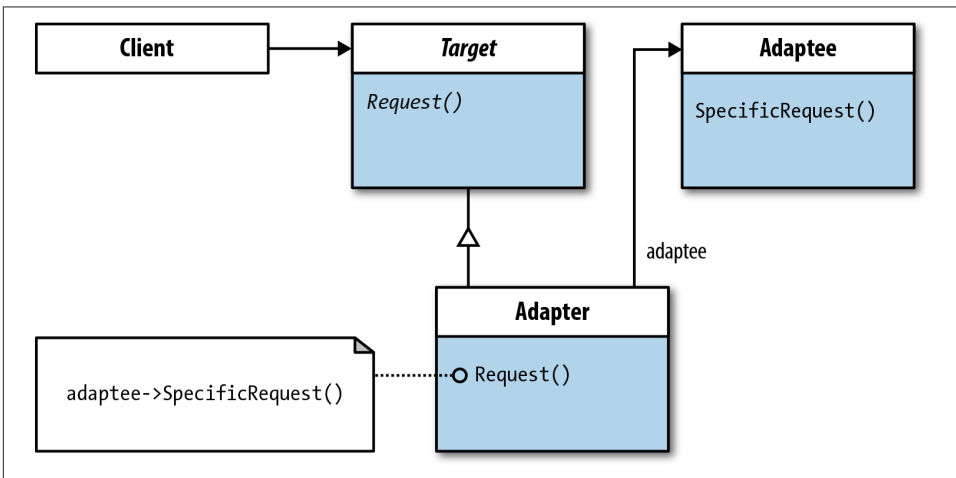 Client
Target
Request()
Adaptee
SpecificRequest()
adaptee
Adapter
Request()
adaptee->SpecificRequest()